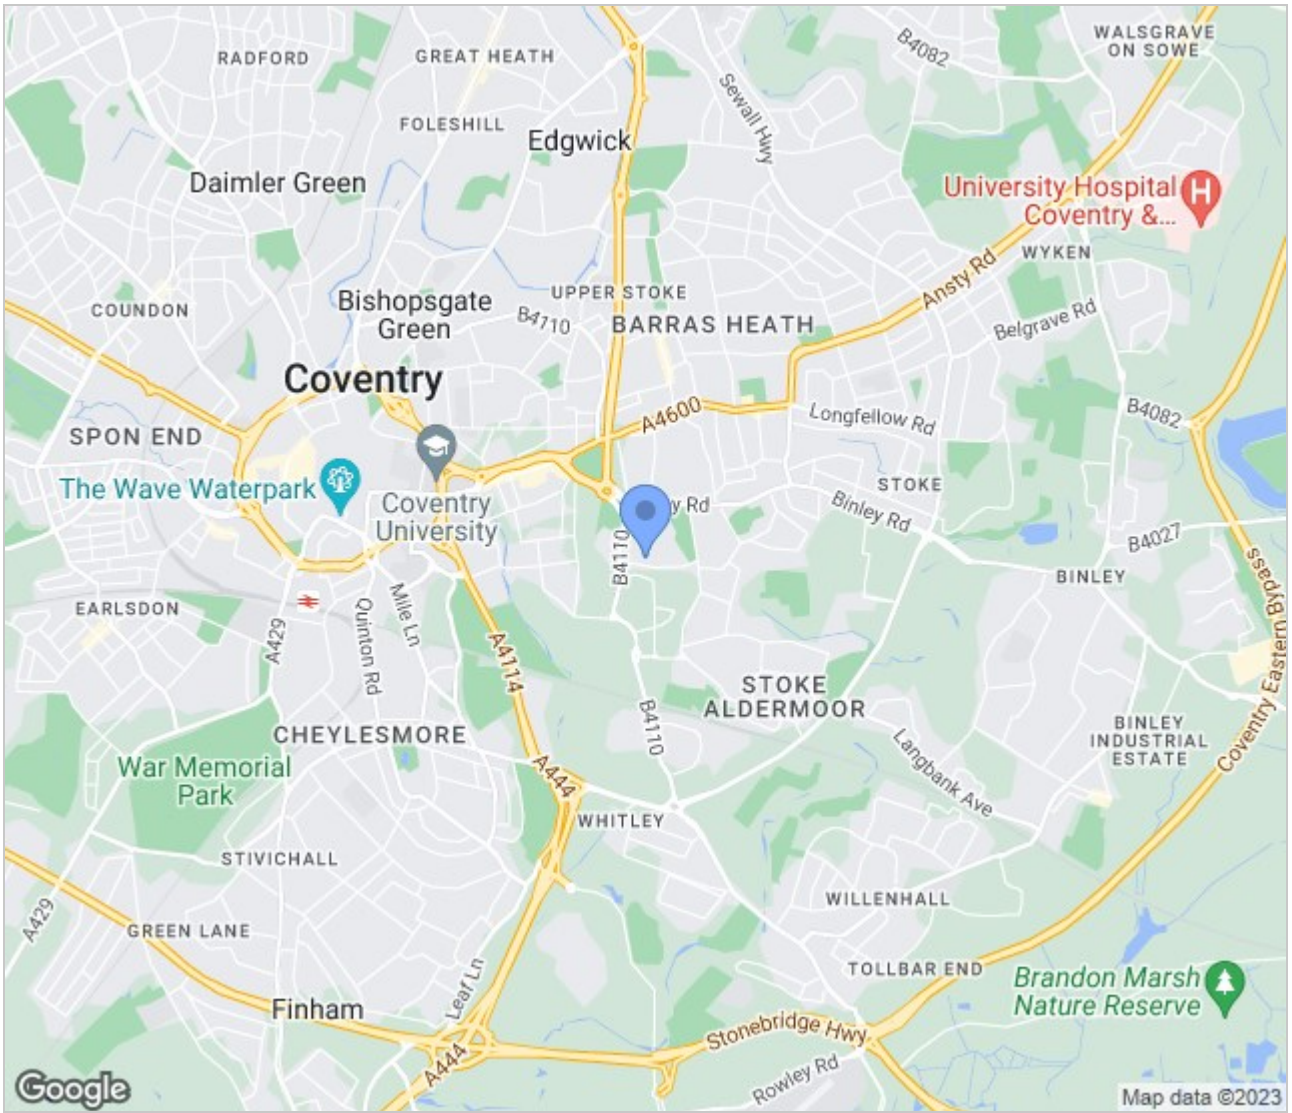 WALSGRAVE
ON SOWE
B4082
RADFORD
GREAT HEATH
Sewall Hwy
FOLESHILL
Edgwick
Daimler Green
University Hospital
Coventry &...
WYKEN
Ansty Rd
Bishopsgate
Green
UPPER STOKE
COUNDON
B4110
BARRAS HEATH
Belgrave Rd
Coventry
A4600
Longfellow Rd
B4082
SPON END
The Wave Waterpark
Coventry
University
STOKE
y Rd
Binley Rd
B4027
B4110
BINLEY
Coventry Eastern Bypass
EARLSDON
A429
Quinton Rd
Mile Ln
A4114
STOKE
ALDERMOOR
B4110
CHEYLESMORE
BINLEY
INDUSTRIAL
ESTATE
Langbank Ave
War Memorial
Park
A444
WHITLEY
STIVICHALL
WILLENHALL
A429
GREEN LANE
TOLLBAR END
Leaf Ln
Brandon Marsh
Nature Reserve
Finham
Stonebridge Hwy
A444
Rowley Rd
Google
Map data ©2023
H